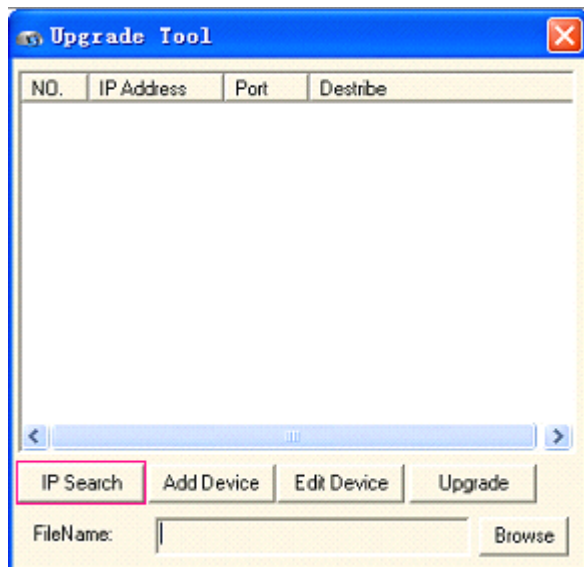 Upgrade Tool
NO. IP Address Port Destribe
IP Search Add Device Edit Device Upgrade
FileName: Browse